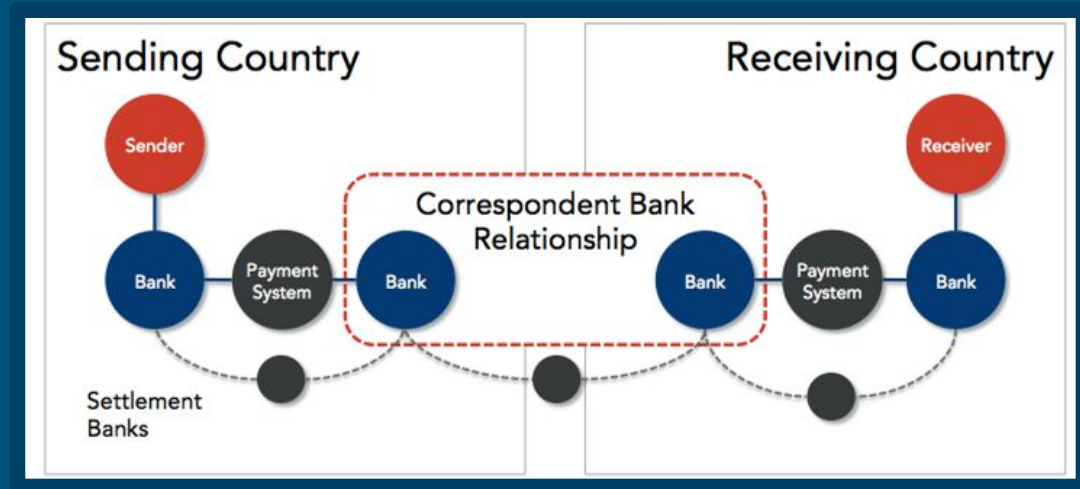 Sending Country
Receiving Country
Sender
Receiver
Correspondent Bank
Relationship
Bank
Payment
System
Bank
Bank
Payment
System
Bank
Settlement
Banks